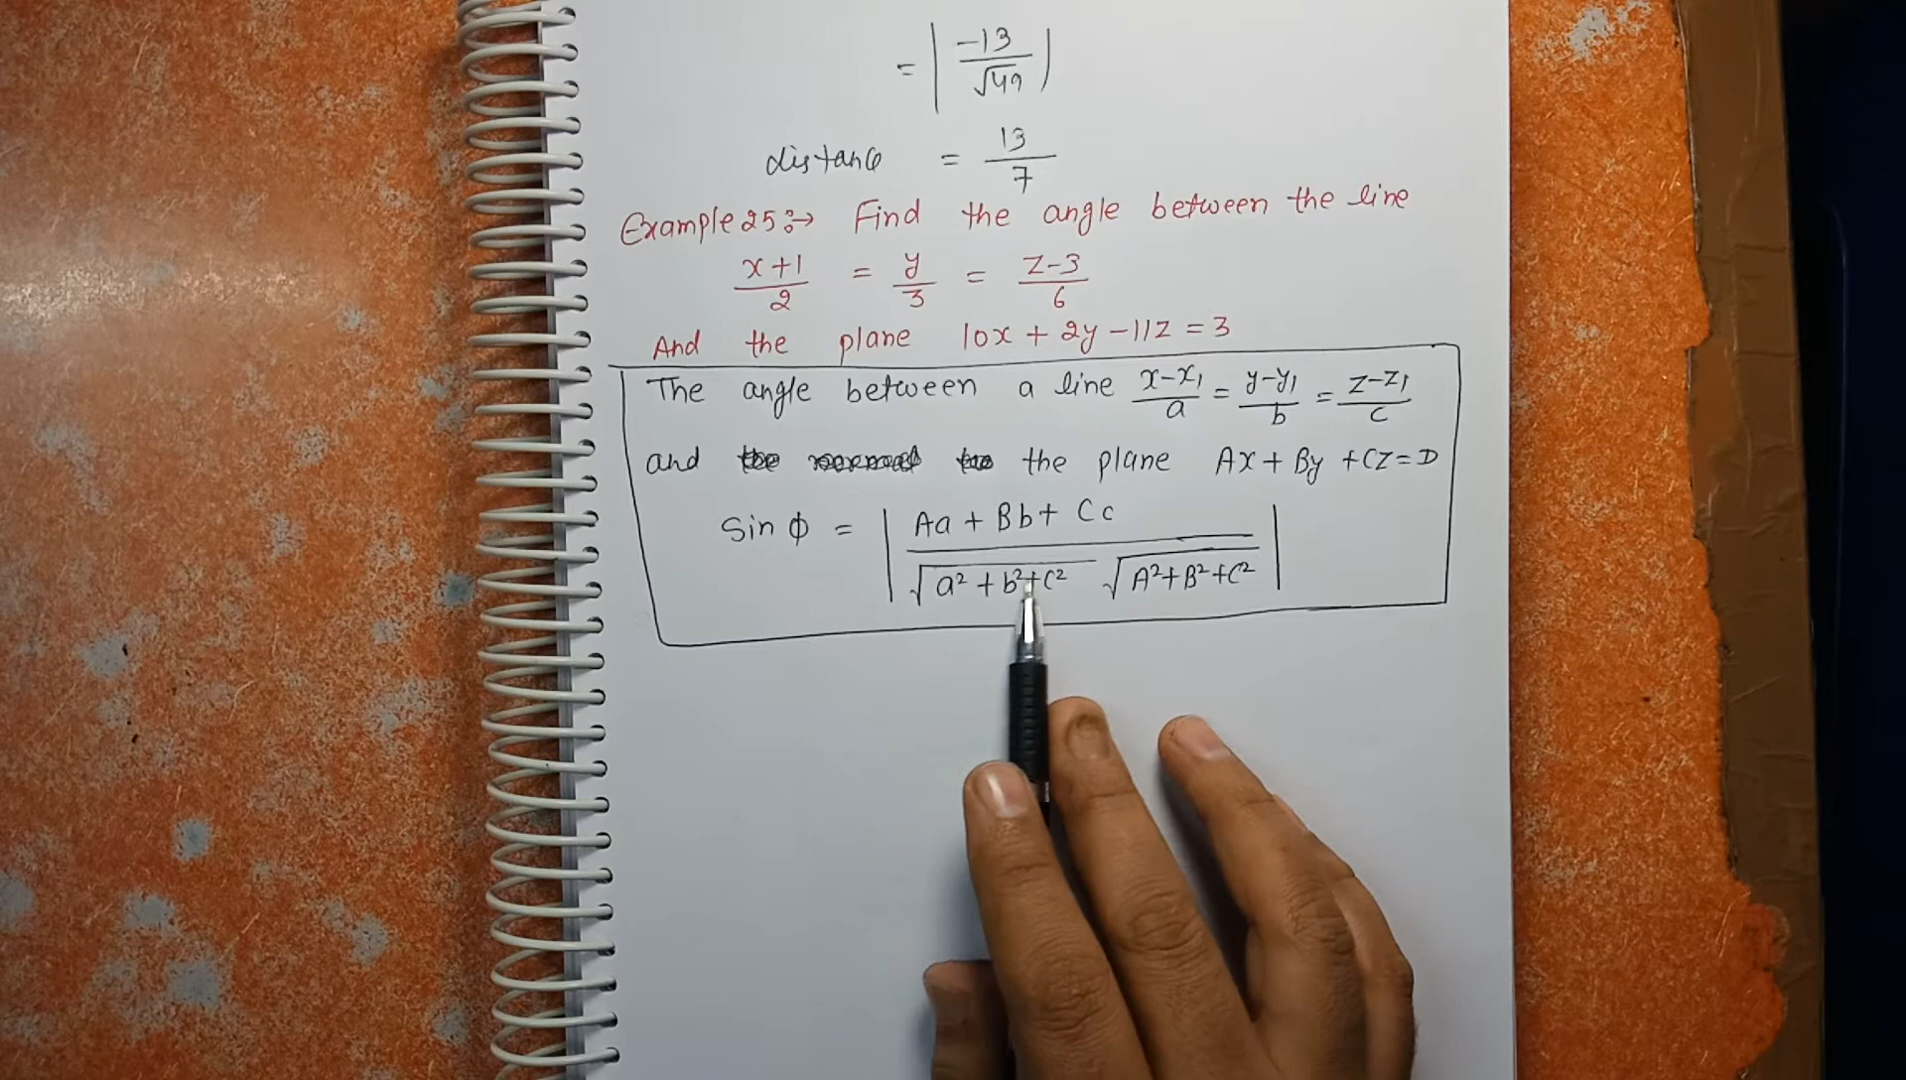 = | -13 / √49 |
distance = 13 / 7
Example 25:→ Find the angle between the line
x+1 / 2 = y / 3 = z-3 / 6
And the plane 10x + 2y - 11z = 3
The angle between a line x-x₁ / a = y-y₁ / b = z-z₁ / c
and the plane Ax + By + Cz = D
Sin ϕ = | Aa + Bb + Cc / √a² + b² + c² √A² + B² + C² |